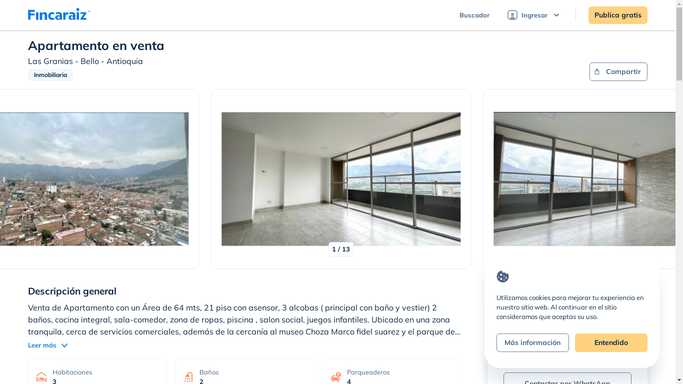 Fincaraiz
Buscador
Ingresar
Publica gratis
Apartamento en venta
Las Granias - Bello - Antioquia
Inmobiliaria
Compartir
1 / 13
Descripción general
Venta de Apartamento con un Área de 64 mts, 21 piso con asensor, 3 alcobas ( principal con baño y vestier) 2
baños, cocina integral, sala-comedor, zona de ropas, piscina , salon social, juegos infantiles. Ubicado en una zona
tranquila, cerca de servicios comerciales, además de la cercanía al museo Choza Marco fidel suarez y el parque de...
Leer más
Habitaciones
3
Baños
2
Parqueaderos
4
Utilizamos cookies para mejorar tu experiencia en
nuestro sitio web. Al continuar en el sitio
consideramos que aceptas su uso.
Más información
Entendido
Contactar por WhatsApp